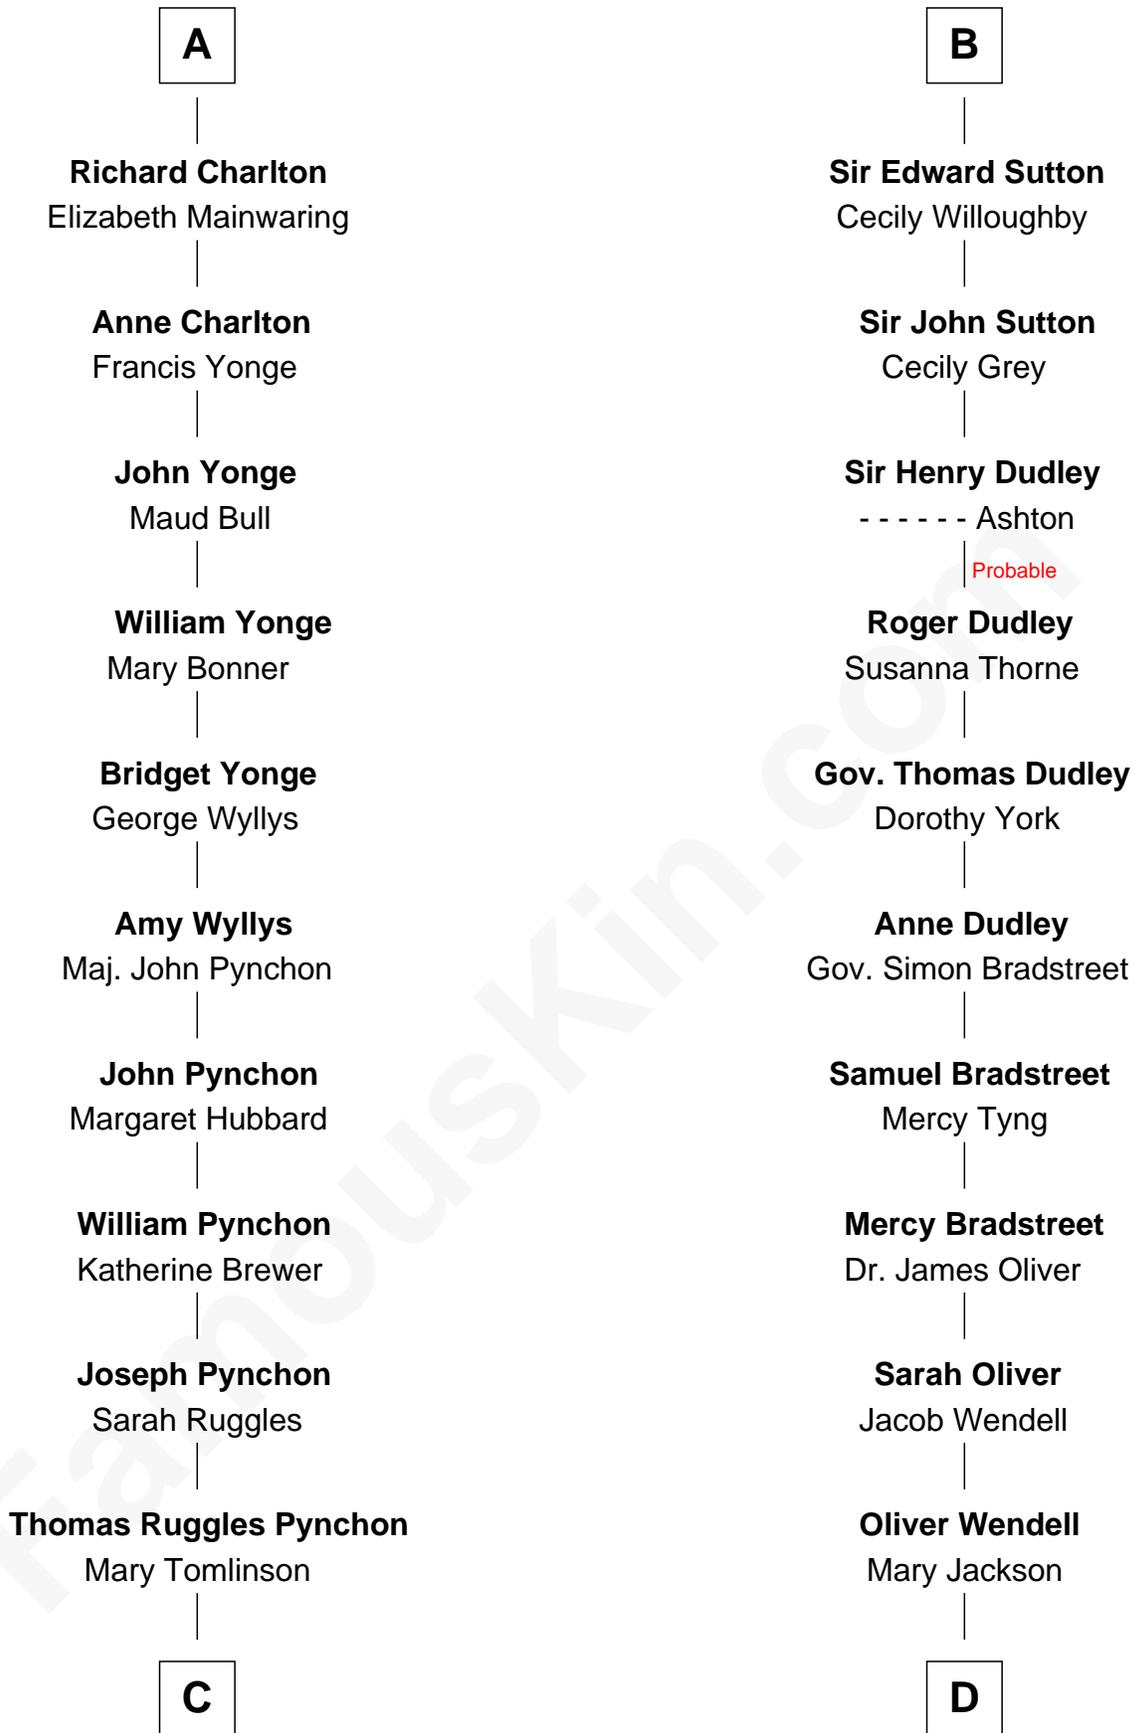 A
Richard Charlton
Elizabeth Mainwaring
Anne Charlton
Francis Yonge
John Yonge
Maud Bull
William Yonge
Mary Bonner
Bridget Yonge
George Wyllys
Amy Wyllys
Maj. John Pynchon
John Pynchon
Margaret Hubbard
William Pynchon
Katherine Brewer
Joseph Pynchon
Sarah Ruggles
Thomas Ruggles Pynchon
Mary Tomlinson
C
B
Sir Edward Sutton
Cecily Willoughby
Sir John Sutton
Cecily Grey
Sir Henry Dudley
- - - - - - Ashton
Probable
Roger Dudley
Susanna Thorne
Gov. Thomas Dudley
Dorothy York
Anne Dudley
Gov. Simon Bradstreet
Samuel Bradstreet
Mercy Tyng
Mercy Bradstreet
Dr. James Oliver
Sarah Oliver
Jacob Wendell
Oliver Wendell
Mary Jackson
D
FamousKin.com